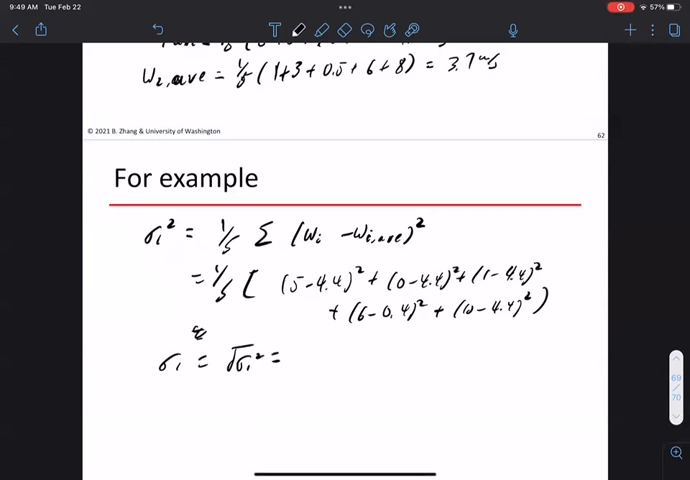 9:49 AM Tue Feb 22
57%
W₂,ave = 1/5 (1+3+0.5+6+8) = 3.7 m/s
© 2021 B. Zhang & University of Washington
62
For example
σ₁² = 1/5 Σ (Wᵢ - Wᵢ,ave)²
= 1/5 [ (5-4.4)² + (0-4.4)² + (1-4.4)²
+ (6-0.4)² + (10-4.4)² )
σ₁ = √σ₁² =
69
/
70